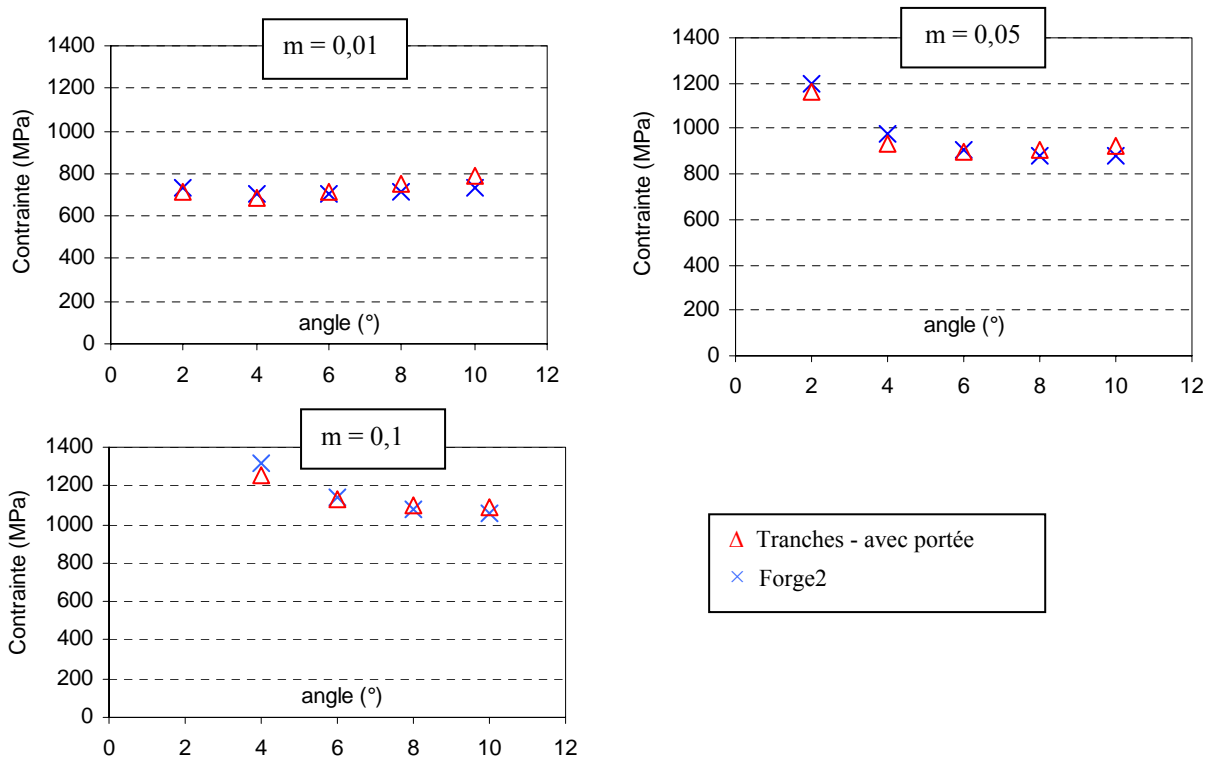 m = 0,01
1400
1200
1000
800
600
400
200
0
Contrainte (MPa)
angle (°)
0 2 4 6 8 10 12
m = 0,05
1400
1200
1000
800
600
400
200
0
Contrainte (MPa)
angle (°)
0 2 4 6 8 10 12
m = 0,1
1400
1200
1000
800
600
400
200
0
Contrainte (MPa)
angle (°)
0 2 4 6 8 10 12
Tranches - avec portée
Forge2